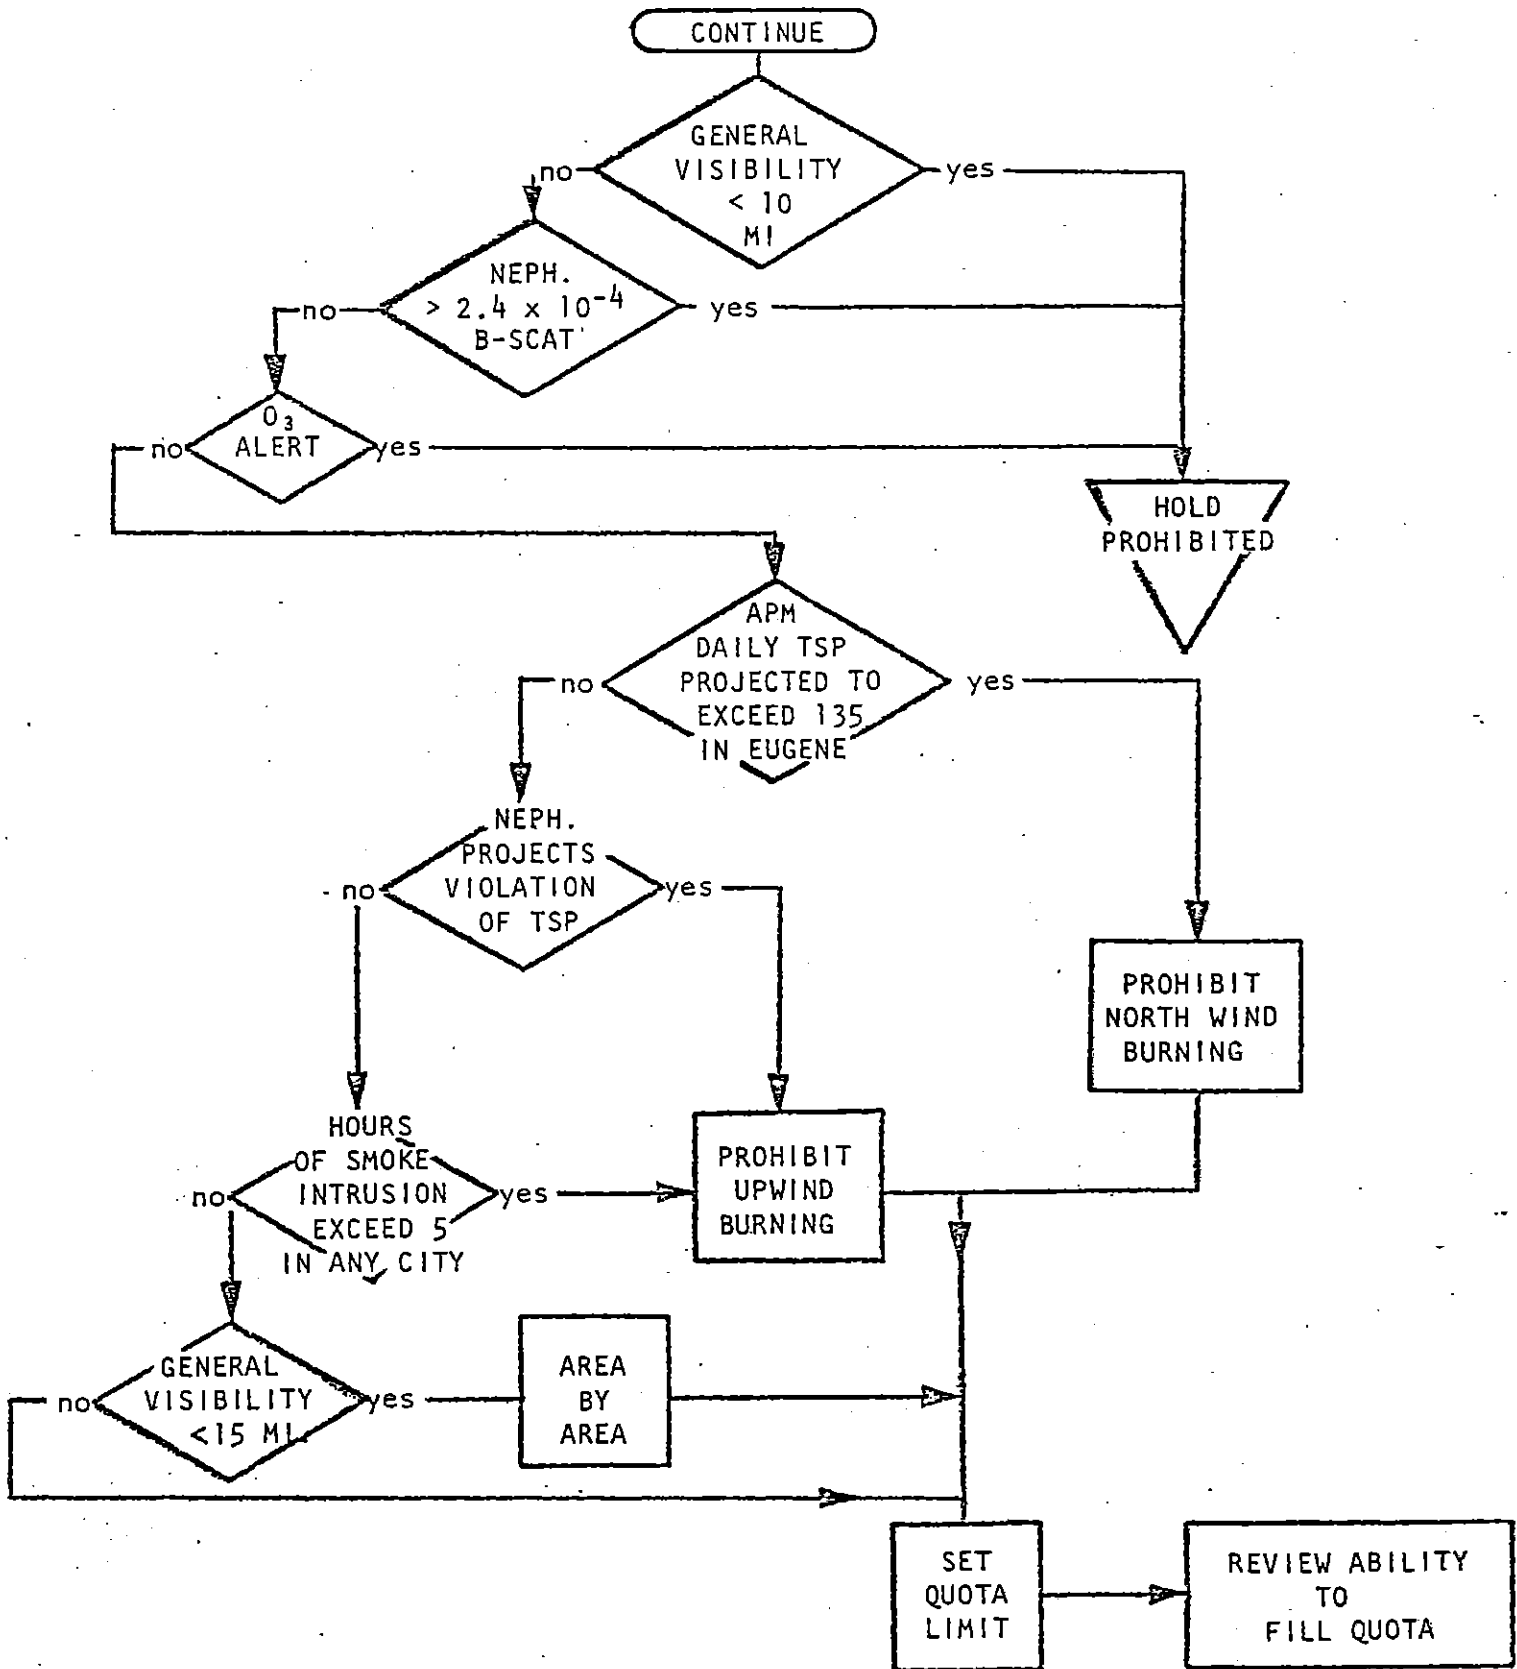 CONTINUE
GENERAL
VISIBILITY
< 10
MI
no
yes
NEPH.
> 2.4 x 10⁻⁴
B-SCAT
no
yes
O₃
ALERT
no
yes
HOLD
PROHIBITED
APM
DAILY TSP
PROJECTED TO
EXCEED 135
IN EUGENE
no
yes
NEPH.
PROJECTS
VIOLATION
OF TSP
no
yes
PROHIBIT
NORTH WIND
BURNING
HOURS
OF SMOKE
INTRUSION
EXCEED 5
IN ANY CITY
no
yes
PROHIBIT
UPWIND
BURNING
GENERAL
VISIBILITY
<15 MI.
no
yes
AREA
BY
AREA
SET
QUOTA
LIMIT
REVIEW ABILITY
TO
FILL QUOTA